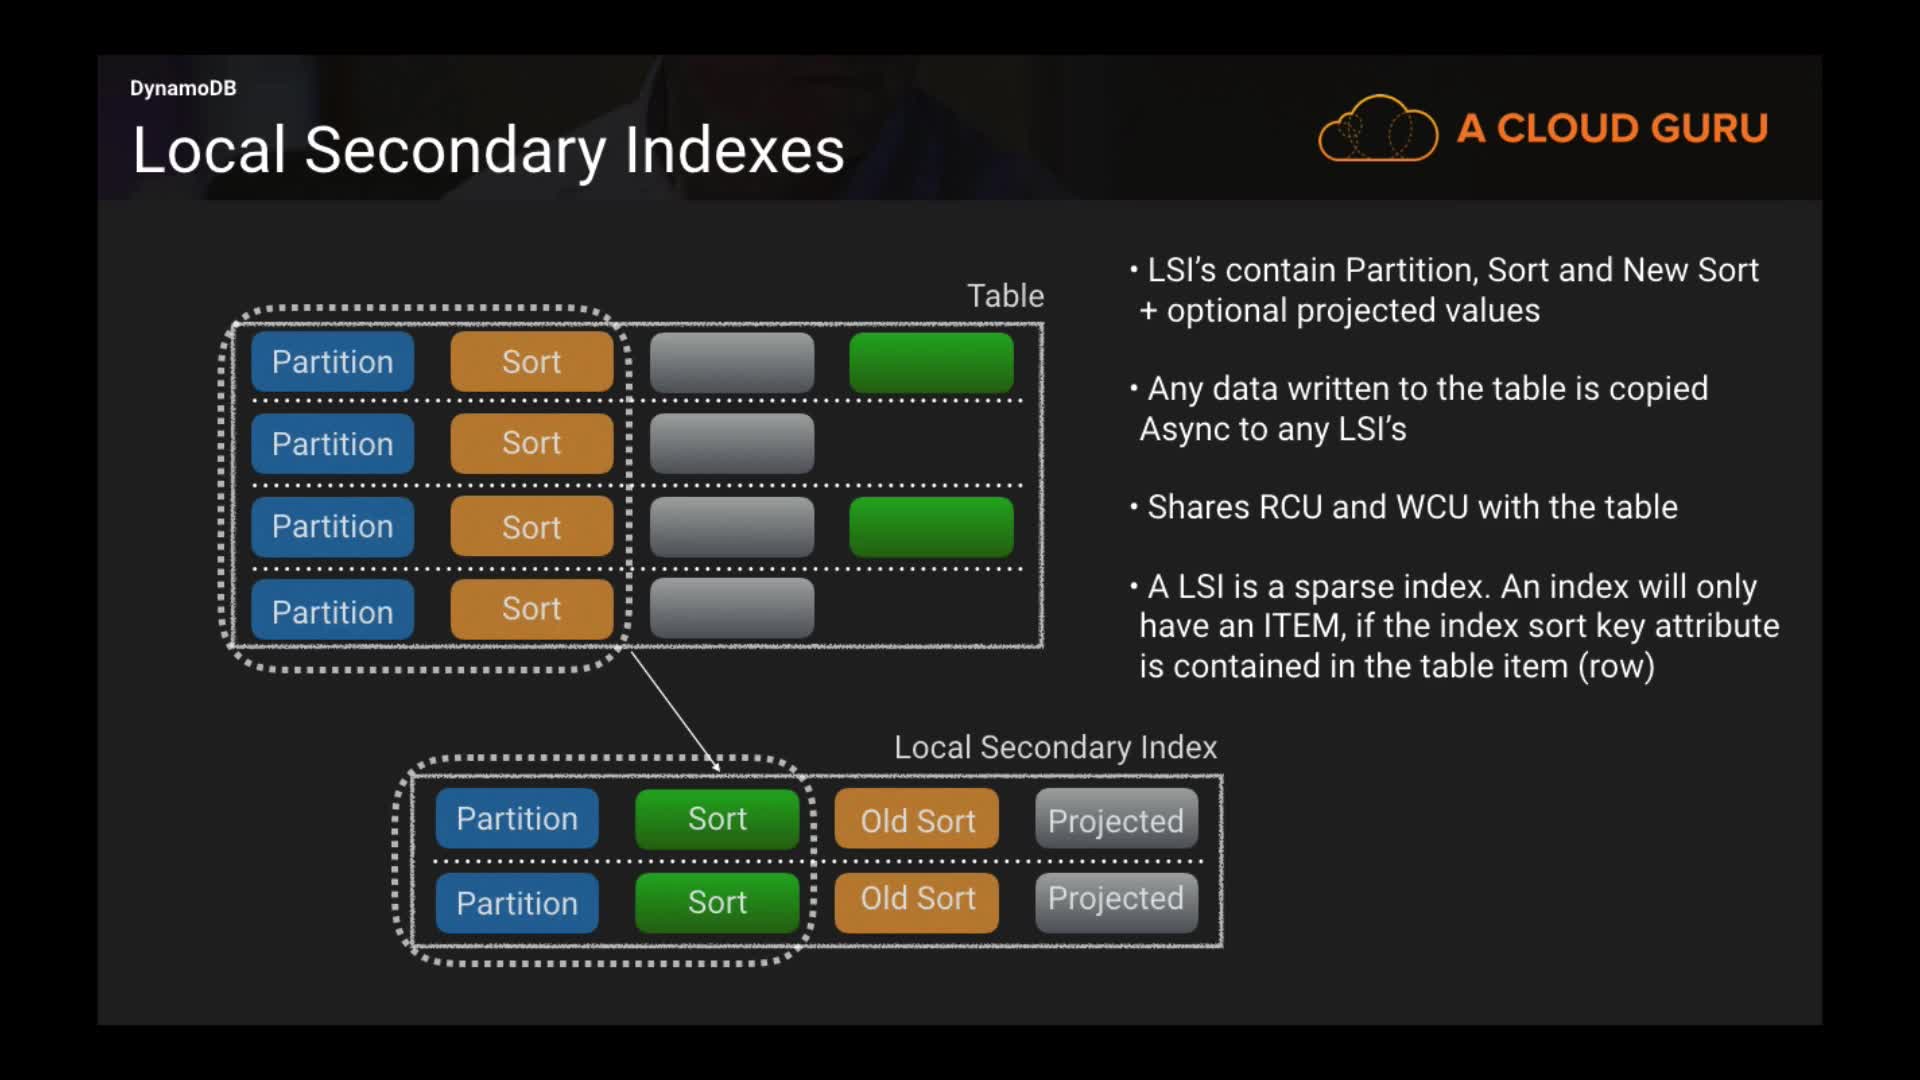 DynamoDB
Local Secondary Indexes
A CLOUD GURU
Table
Partition Sort
Partition Sort
Partition Sort
Partition Sort
• LSI’s contain Partition, Sort and New Sort
+ optional projected values
• Any data written to the table is copied
Async to any LSI’s
• Shares RCU and WCU with the table
• A LSI is a sparse index. An index will only
have an ITEM, if the index sort key attribute
is contained in the table item (row)
Local Secondary Index
Partition Sort Old Sort Projected
Partition Sort Old Sort Projected